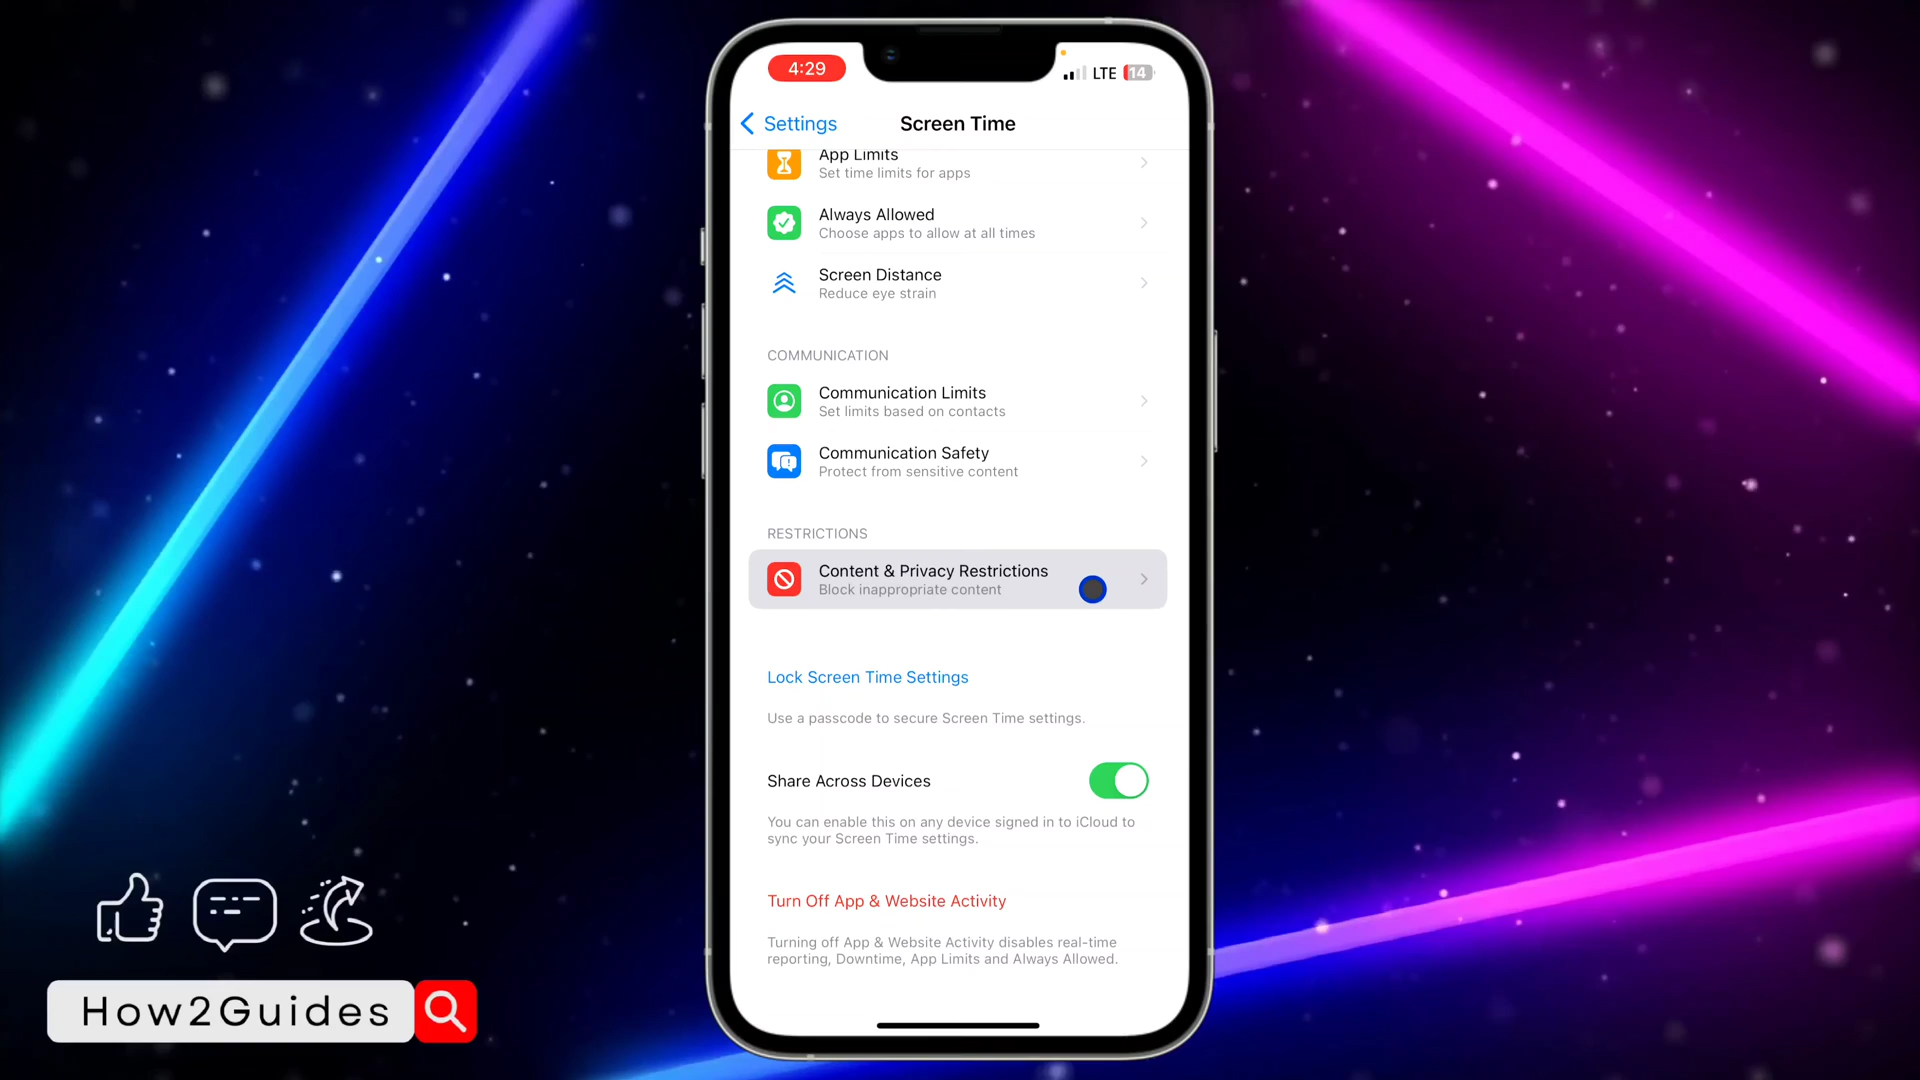 4:29
LTE 14
Settings
Screen Time
App Limits
Set time limits for apps
Always Allowed
Choose apps to allow at all times
Screen Distance
Reduce eye strain
COMMUNICATION
Communication Limits
Set limits based on contacts
Communication Safety
Protect from sensitive content
RESTRICTIONS
Content & Privacy Restrictions
Block inappropriate content
Lock Screen Time Settings
Use a passcode to secure Screen Time settings.
Share Across Devices
You can enable this on any device signed in to iCloud to
sync your Screen Time settings.
Turn Off App & Website Activity
Turning off App & Website Activity disables real-time
reporting, Downtime, App Limits and Always Allowed.
How2Guides